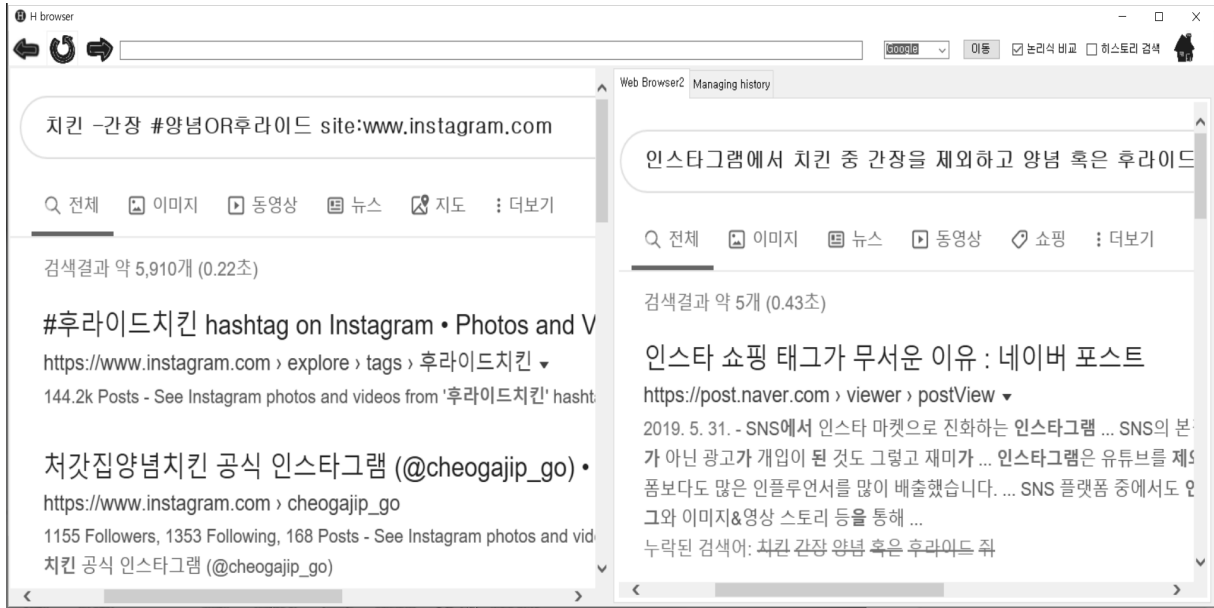 H browser
Google 이동 논리식 비교 히스토리 검색
치킨 -간장 #양념OR후라이드 site:www.instagram.com
전체 이미지 동영상 뉴스 지도 더보기
검색결과 약 5,910개 (0.22초)
#후라이드치킨 hashtag on Instagram • Photos and V
https://www.instagram.com › explore › tags › 후라이드치킨
144.2k Posts - See Instagram photos and videos from '후라이드치킨' hashta
처갓집양념치킨 공식 인스타그램 (@cheogajip_go) •
https://www.instagram.com › cheogajip_go
1155 Followers, 1353 Following, 168 Posts - See Instagram photos and vid
치킨 공식 인스타그램 (@cheogajip_go)
Web Browser2 Managing history
인스타그램에서 치킨 중 간장을 제외하고 양념 혹은 후라이드
전체 이미지 뉴스 동영상 쇼핑 더보기
검색결과 약 5개 (0.43초)
인스타 쇼핑 태그가 무서운 이유 : 네이버 포스트
https://post.naver.com › viewer › postView
2019. 5. 31. - SNS에서 인스타 마켓으로 진화하는 인스타그램 ... SNS의 본
가 아닌 광고가 개입이 된 것도 그렇고 재미가 ... 인스타그램은 유튜브를 제외
폼보다도 많은 인플루언서를 많이 배출했습니다. ... SNS 플랫폼 중에서도 인
그와 이미지&영상 스토리 등을 통해 ...
누락된 검색어: 치킨 간장 양념 혹은 후라이드 쥐